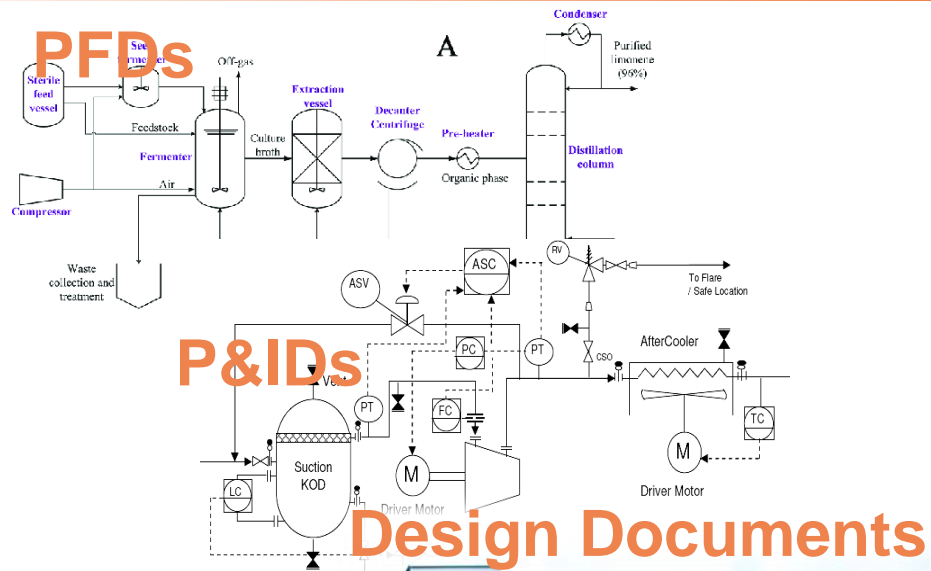 Condenser
A
PFDs
Purified
limonene
(96%)
Off-gas
Sterile
feed
vessel
Extraction
vessel
Decanter
Centrifuge
Feedstock
Pre-heater
Culture
broth
Fermenter
Distillation
column
Organic phase
Air
Compressor
Waste
collection and
treatment
RV
ASC
To Flare
/ Safe Location
ASV
P&IDs
AfterCooler
PC
PT
CSO
Vent
PT
FC
TC
Suction
KOD
M
M
LC
Driver Motor
Driver Motor
Design Documents